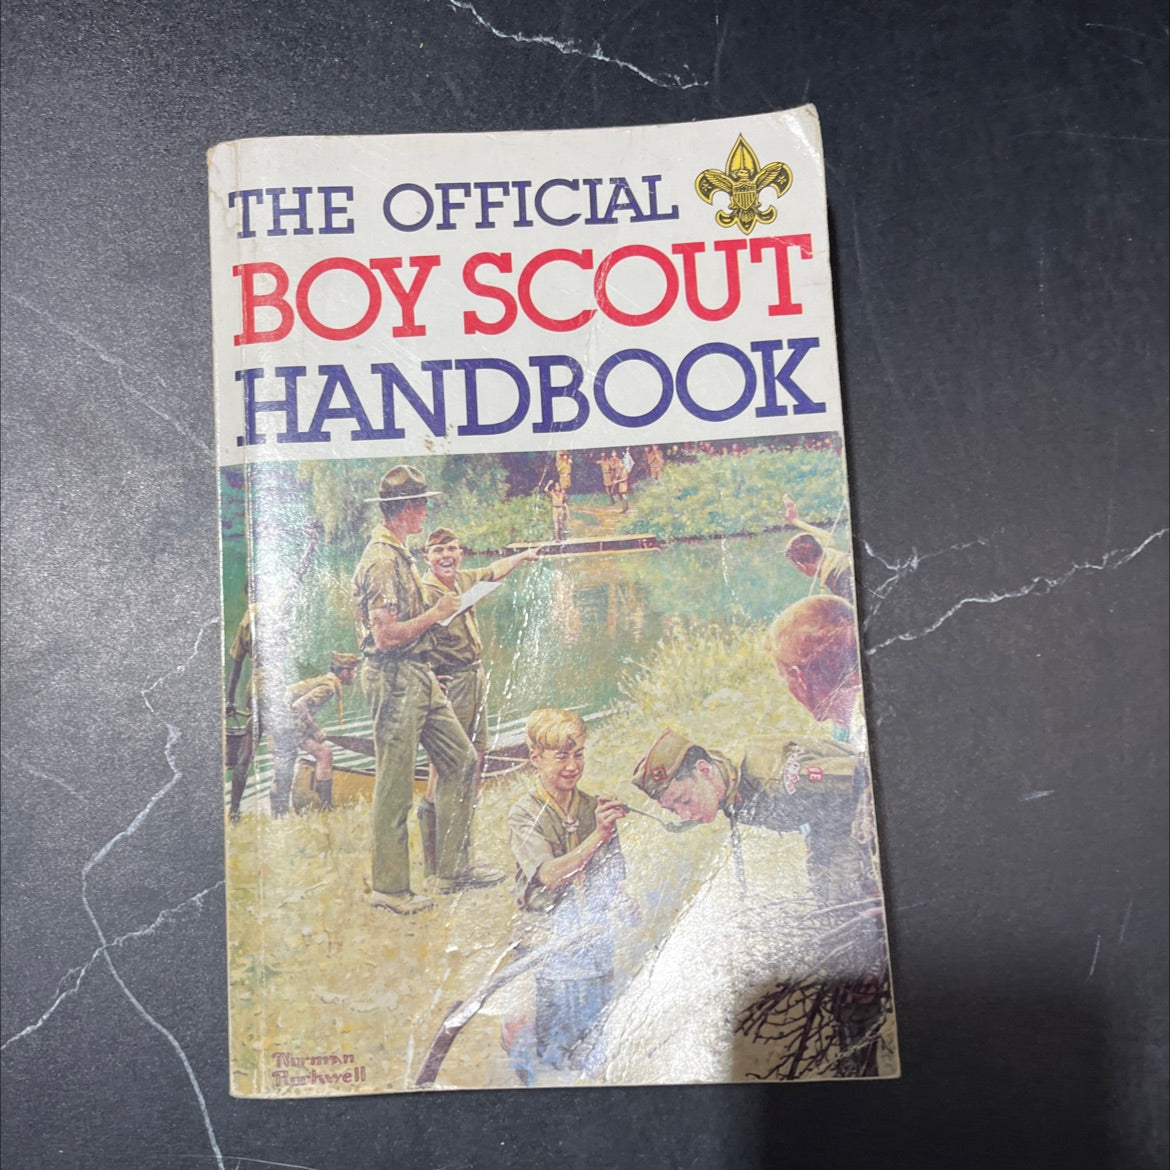 THE OFFICIAL
BOY SCOUT
HANDBOOK
Norman
Rockwell